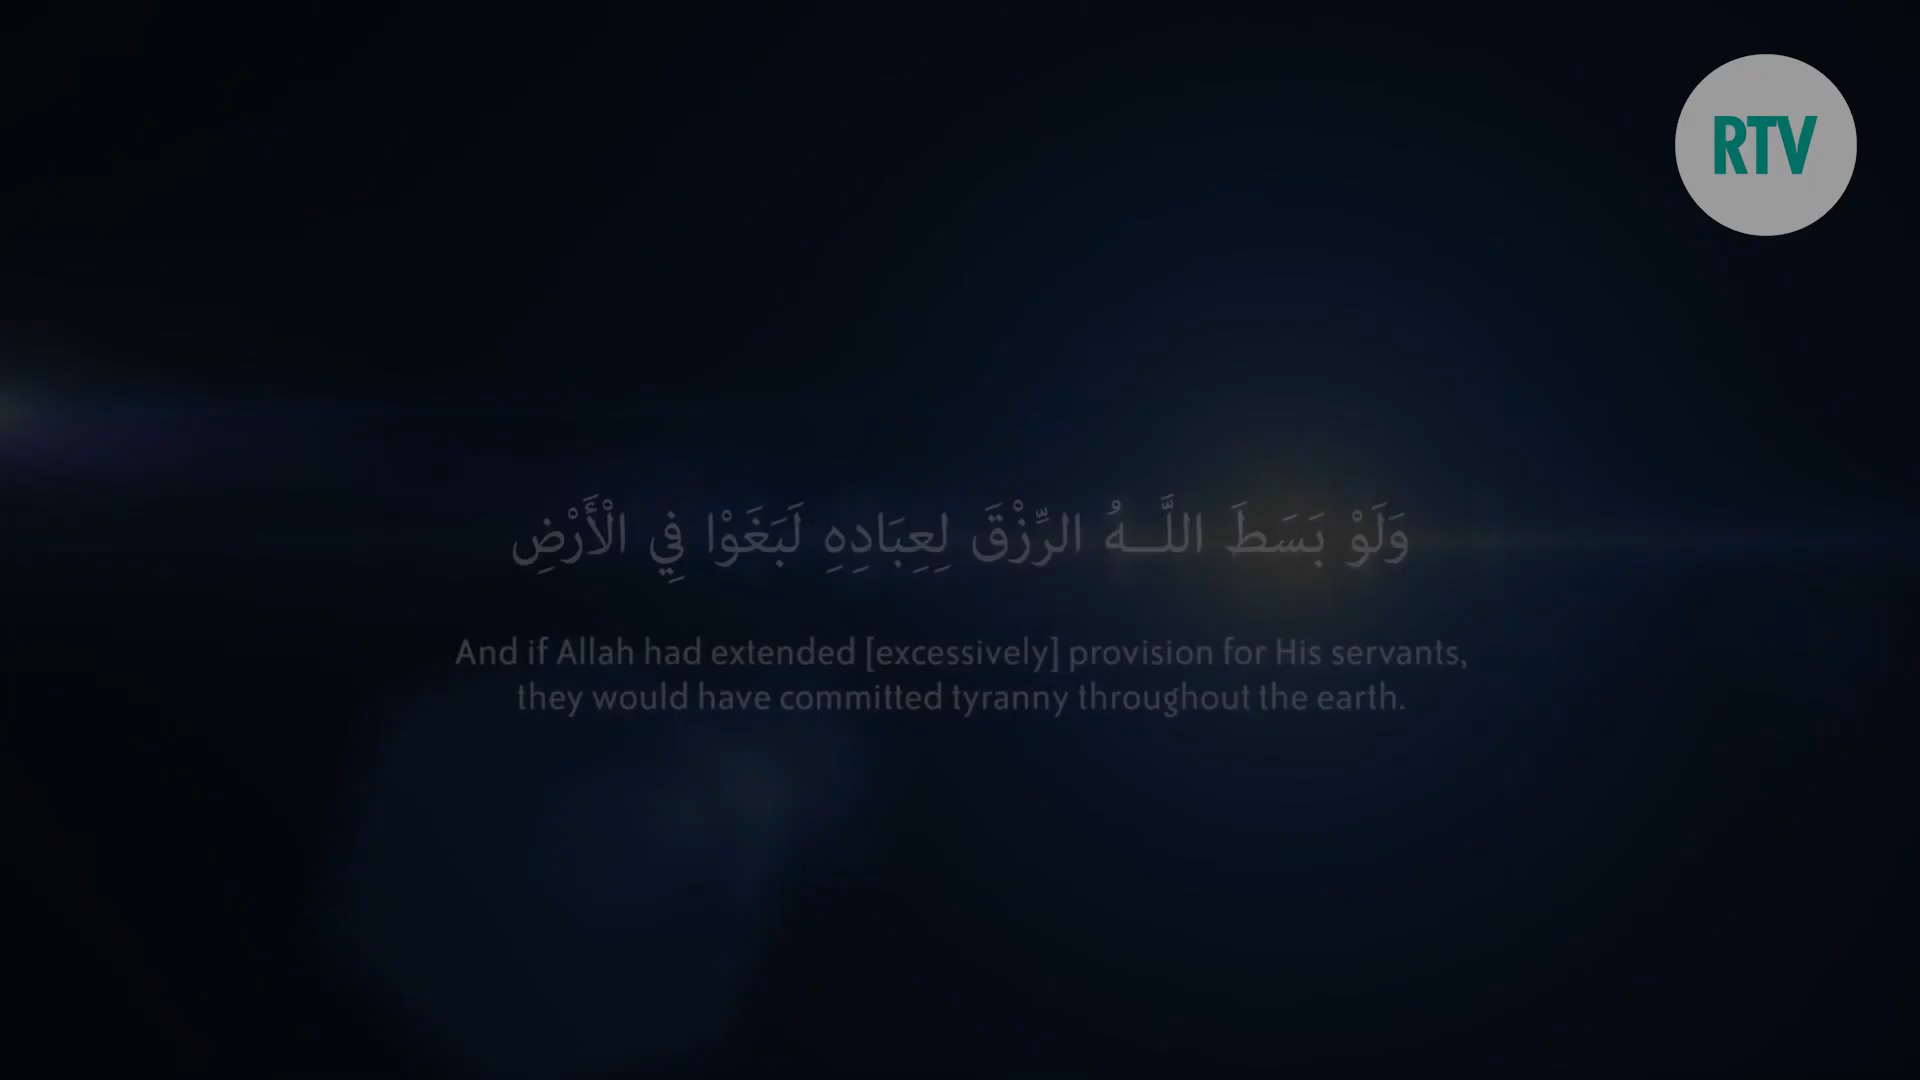 RTV
وَلَوْ بَسَطَ اللَّـهُ الرِّزْقَ لِعِبَادِهِ لَبَغَوْا فِي الْأَرْضِ
And if Allah had extended [excessively] provision for His servants,
they would have committed tyranny throughout the earth.